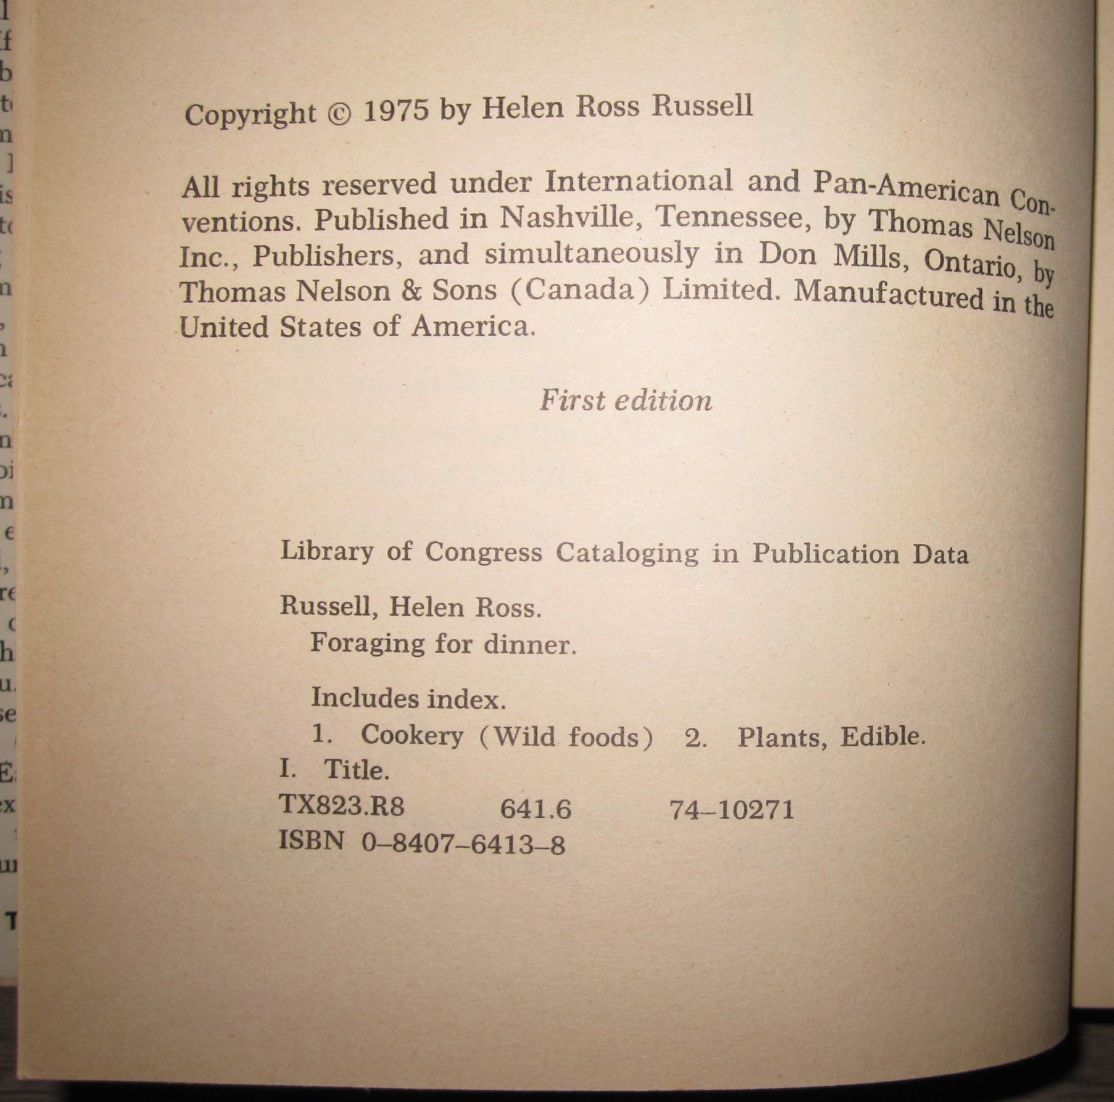 Copyright © 1975 by Helen Ross Russell
All rights reserved under International and Pan-American Con-
ventions. Published in Nashville, Tennessee, by Thomas Nelson
Inc., Publishers, and simultaneously in Don Mills, Ontario, by
Thomas Nelson & Sons (Canada) Limited. Manufactured in the
United States of America.
First edition
Library of Congress Cataloging in Publication Data
Russell, Helen Ross.
Foraging for dinner.
Includes index.
1. Cookery (Wild foods) 2. Plants, Edible.
I. Title.
TX823.R8 641.6 74–10271
ISBN 0–8407–6413–8